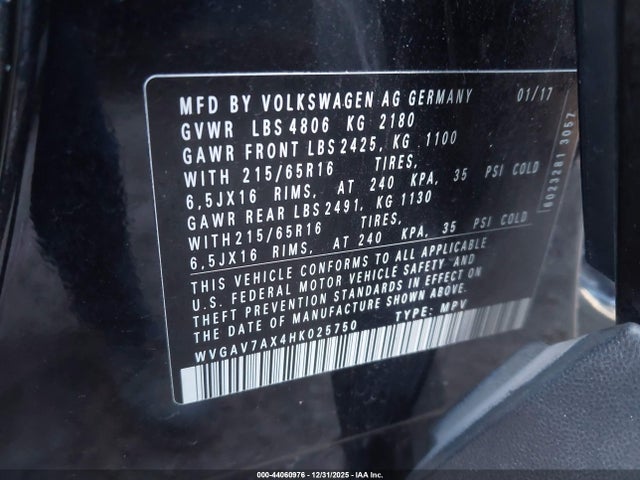 MFD BY VOLKSWAGEN AG GERMANY 01/17
GVWR LBS 4806 KG 2180
GAWR FRONT LBS 2425, KG 1100
WITH 215/65R16 TIRES,
6,5JX16 RIMS, AT 240 KPA, 35 PSI COLD
GAWR REAR LBS 2491, KG 1130
WITH 215/65R16 TIRES,
6,5JX16 RIMS, AT 240 KPA, 35 PSI COLD
THIS VEHICLE CONFORMS TO ALL APPLICABLE
U.S. FEDERAL MOTOR VEHICLE SAFETY AND
THEFT PREVENTION STANDARDS IN EFFECT ON
THE DATE OF MANUFACTURE SHOWN ABOVE.
WVGAV7AX4HK025750 TYPE: MPV
6023281 3057
000-44060976 - 12/31/2025 - IAA Inc.